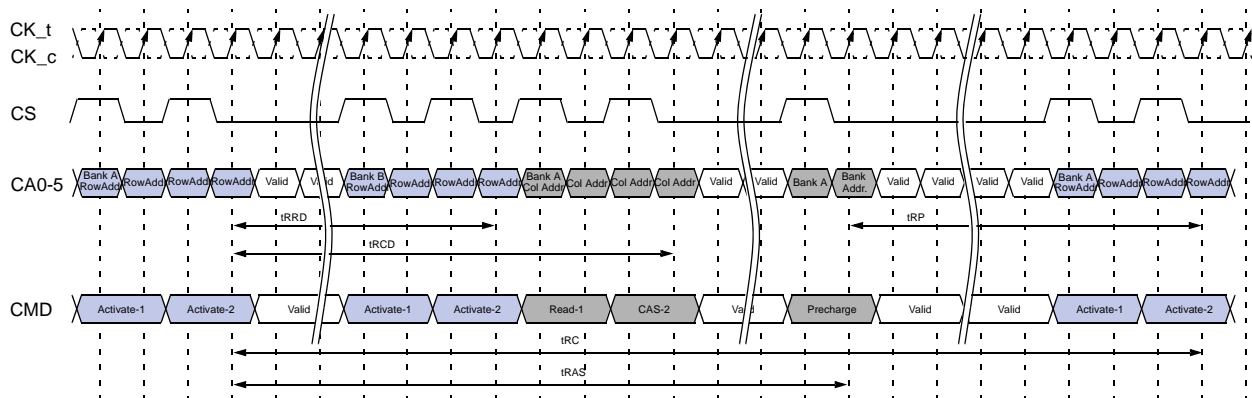 CK_t
CK_c
CS
CA0-5
Bank A RowAddr RowAddr RowAddr RowAddr Valid Valid Bank B RowAddr RowAddr RowAddr RowAddr Bank A Col Addr Col Addr Col Addr Col Addr Valid Valid Bank A Bank Addr. Valid Valid Valid Valid Bank A RowAddr RowAddr RowAddr RowAddr
tRRD tRP
tRCD
CMD Activate-1 Activate-2 Valid Activate-1 Activate-2 Read-1 CAS-2 Valid Precharge Valid Valid Activate-1 Activate-2
tRC
tRAS